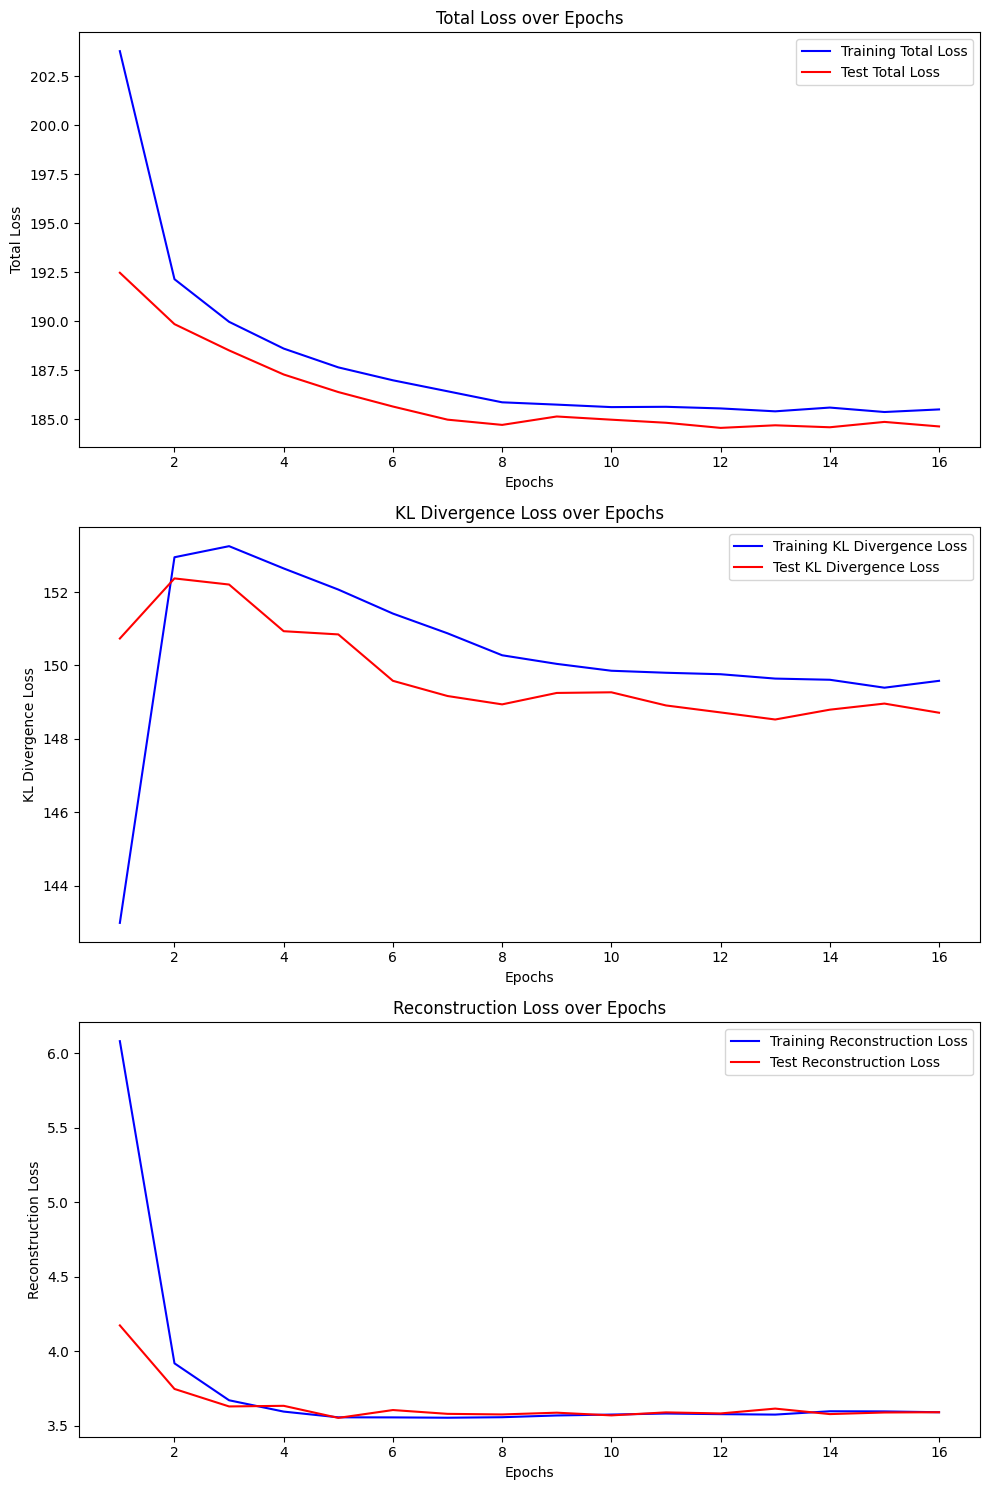 Total Loss over Epochs
Training Total Loss
Test Total Loss
202.5
200.0
197.5
195.0
192.5
190.0
187.5
185.0
Total Loss
2 4 6 8 10 12 14 16
Epochs
KL Divergence Loss over Epochs
Training KL Divergence Loss
Test KL Divergence Loss
152
150
148
146
144
KL Divergence Loss
2 4 6 8 10 12 14 16
Epochs
Reconstruction Loss over Epochs
Training Reconstruction Loss
Test Reconstruction Loss
6.0
5.5
5.0
4.5
4.0
3.5
Reconstruction Loss
2 4 6 8 10 12 14 16
Epochs